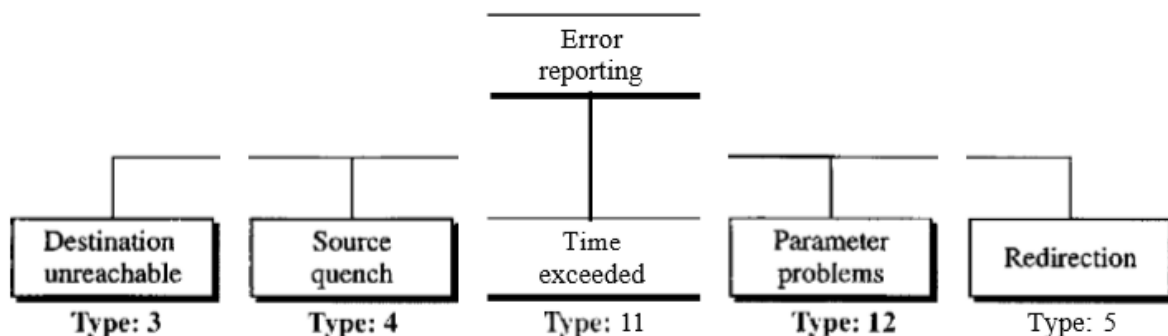 Error
reporting
Destination
unreachable
Source
quench
Time
exceeded
Parameter
problems
Redirection
Type: 3
Type: 4
Type: 11
Type: 12
Type: 5